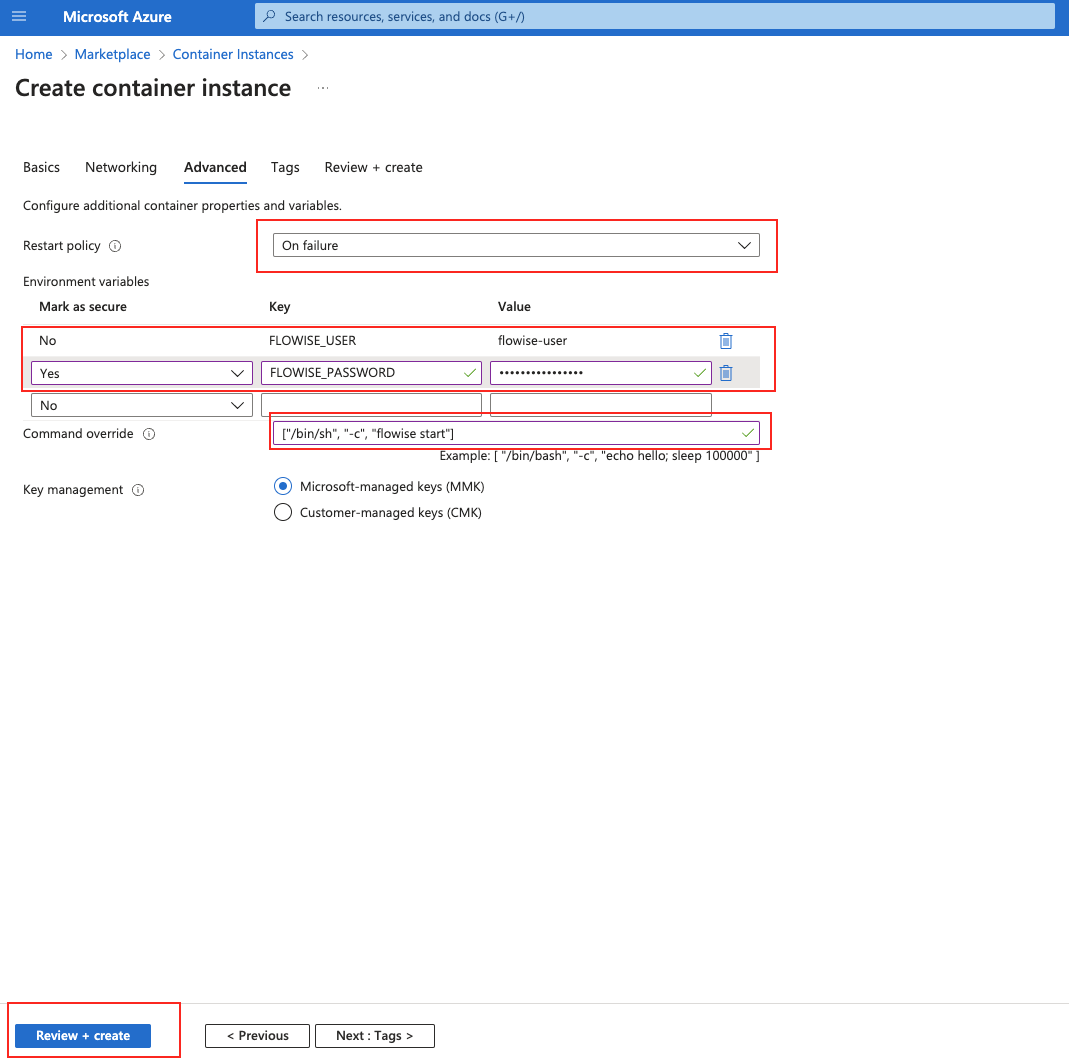 Microsoft Azure
Search resources, services, and docs (G+/)
Home > Marketplace > Container Instances >
Create container instance ...
Basics Networking Advanced Tags Review + create
Configure additional container properties and variables.
Restart policy On failure
Environment variables
Mark as secure Key Value
No FLOWISE_USER flowise-user
Yes FLOWISE_PASSWORD ••••••••••••••••
No
Command override ["/bin/sh", "-c", "flowise start"]
Example: [ "/bin/bash", "-c", "echo hello; sleep 100000" ]
Key management Microsoft-managed keys (MMK)
Customer-managed keys (CMK)
Review + create < Previous Next : Tags >